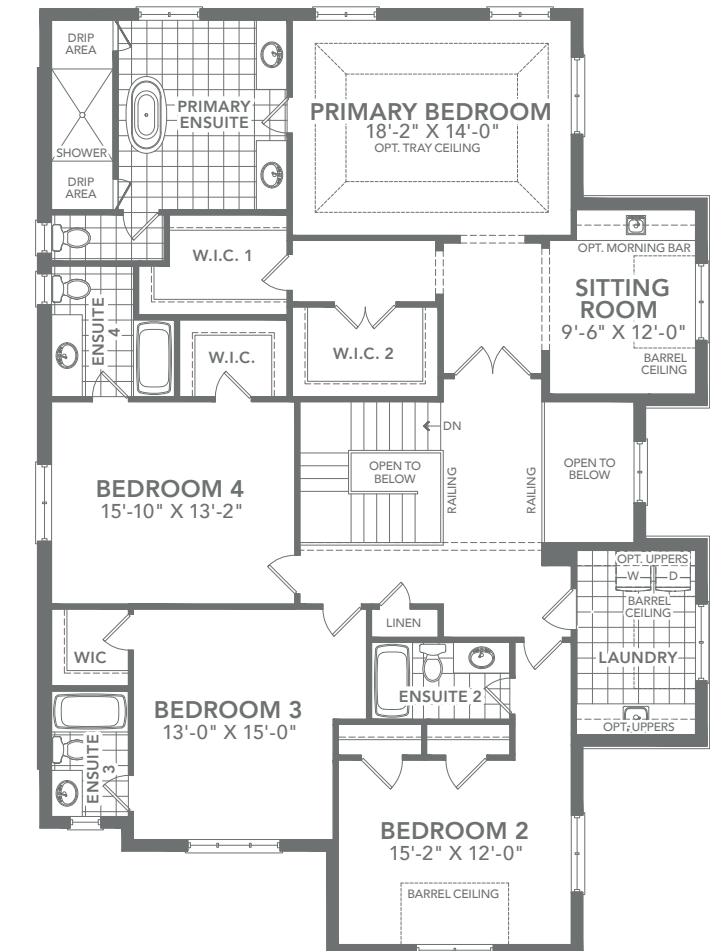 DRIP
AREA
PRIMARY
ENSUITE
SHOWER
DRIP
AREA
PRIMARY BEDROOM
18'-2" X 14'-0"
OPT. TRAY CEILING
W.I.C. 1
OPT. MORNING BAR
SITTING
ROOM
9'-6" X 12'-0"
BARREL
CEILING
ENSUITE
4
W.I.C.
W.I.C. 2
DN
OPEN TO
BELOW
RAILING
RAILING
OPEN TO
BELOW
BEDROOM 4
15'-10" X 13'-2"
OPT. UPPERS
W
D
BARREL
CEILING
LAUNDRY
OPT. UPPERS
LINEN
WIC
ENSUITE 2
BEDROOM 3
13'-0" X 15'-0"
ENSUITE
3
BEDROOM 2
15'-2" X 12'-0"
BARREL CEILING